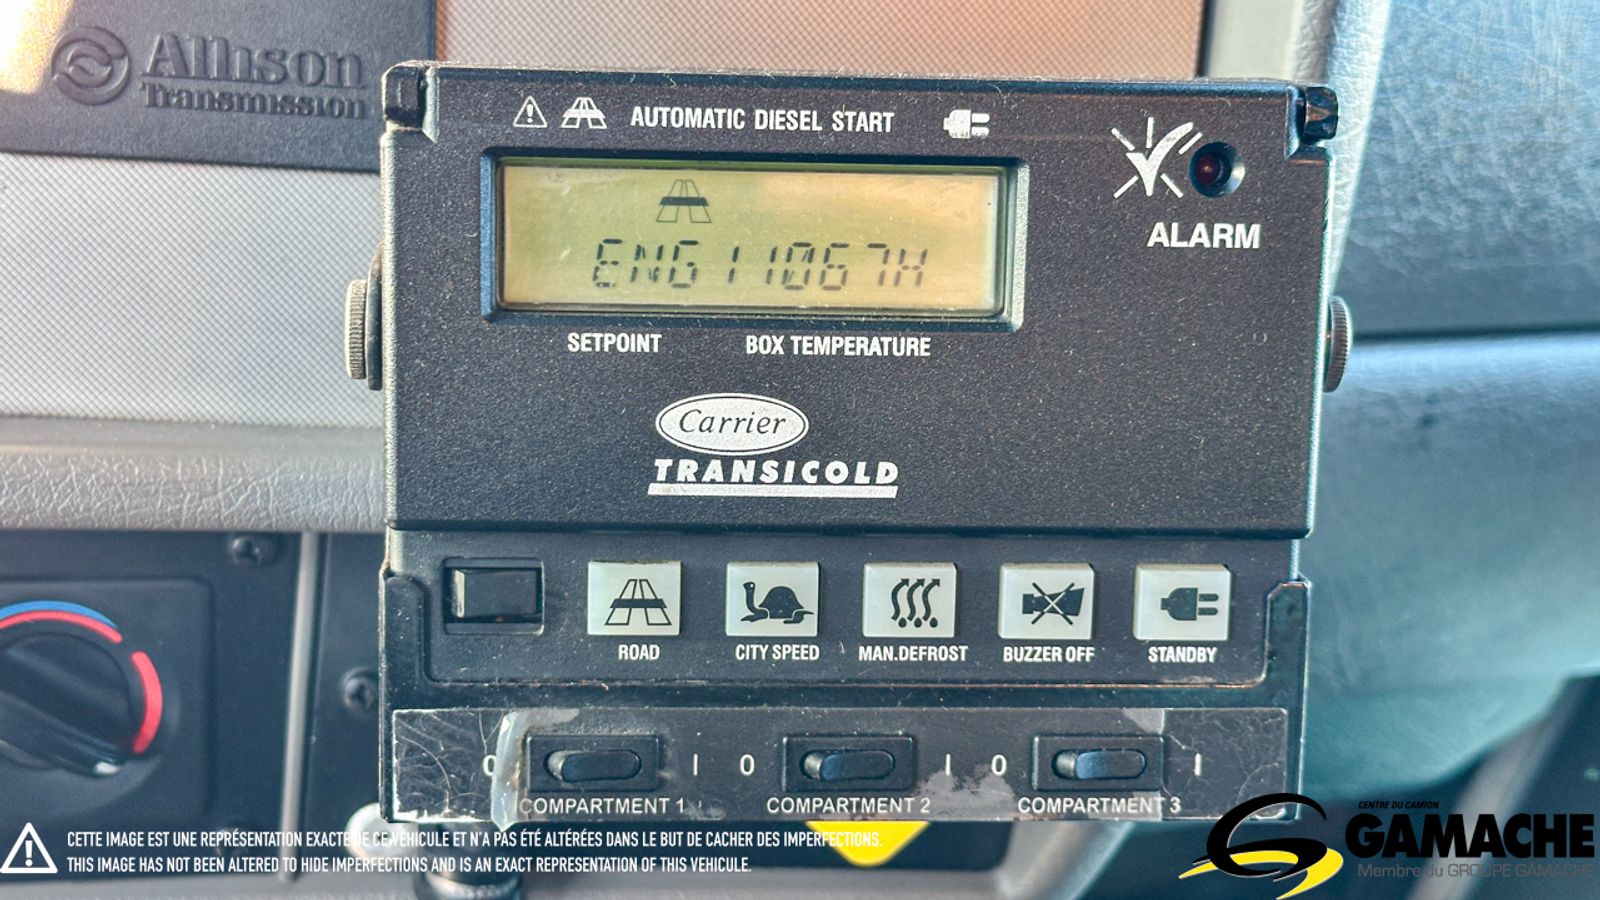 Allison
Transmission
AUTOMATIC DIESEL START
ALARM
ENG 11067H
SETPOINT BOX TEMPERATURE
Carrier
TRANSICOLD
ROAD CITY SPEED MAN.DEFROST BUZZER OFF STANDBY
0 I 0 I 0 I
COMPARTMENT 1 COMPARTMENT 2 COMPARTMENT 3
CETTE IMAGE EST UNE REPRÉSENTATION EXACTE DE CE VÉHICULE ET N'A PAS ÉTÉ ALTÉRÉES DANS LE BUT DE CACHER DES IMPERFECTIONS.
THIS IMAGE HAS NOT BEEN ALTERED TO HIDE IMPERFECTIONS AND IS AN EXACT REPRESENTATION OF THIS VEHICULE.
CENTRE DU CAMION
GAMACHE
Membre du GROUPE GAMACHE